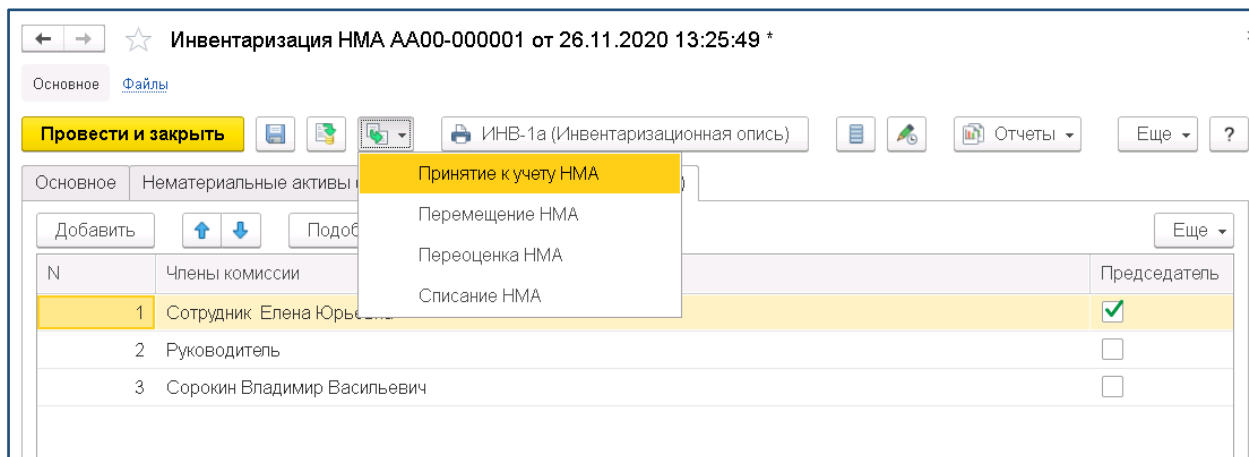 Инвентаризация НМА АА00-000001 от 26.11.2020 13:25:49 *
Основное Файлы
Провести и закрыть ИНВ-1а (Инвентаризационная опись) Отчеты Еще ?
Основное Нематериальные активы
Принятие к учету НМА
Перемещение НМА
Переоценка НМА
Списание НМА
Добавить Еще
N Члены комиссии Председатель
1 Сотрудник Елена
2 Руководитель
3 Сорокин Владимир Васильевич